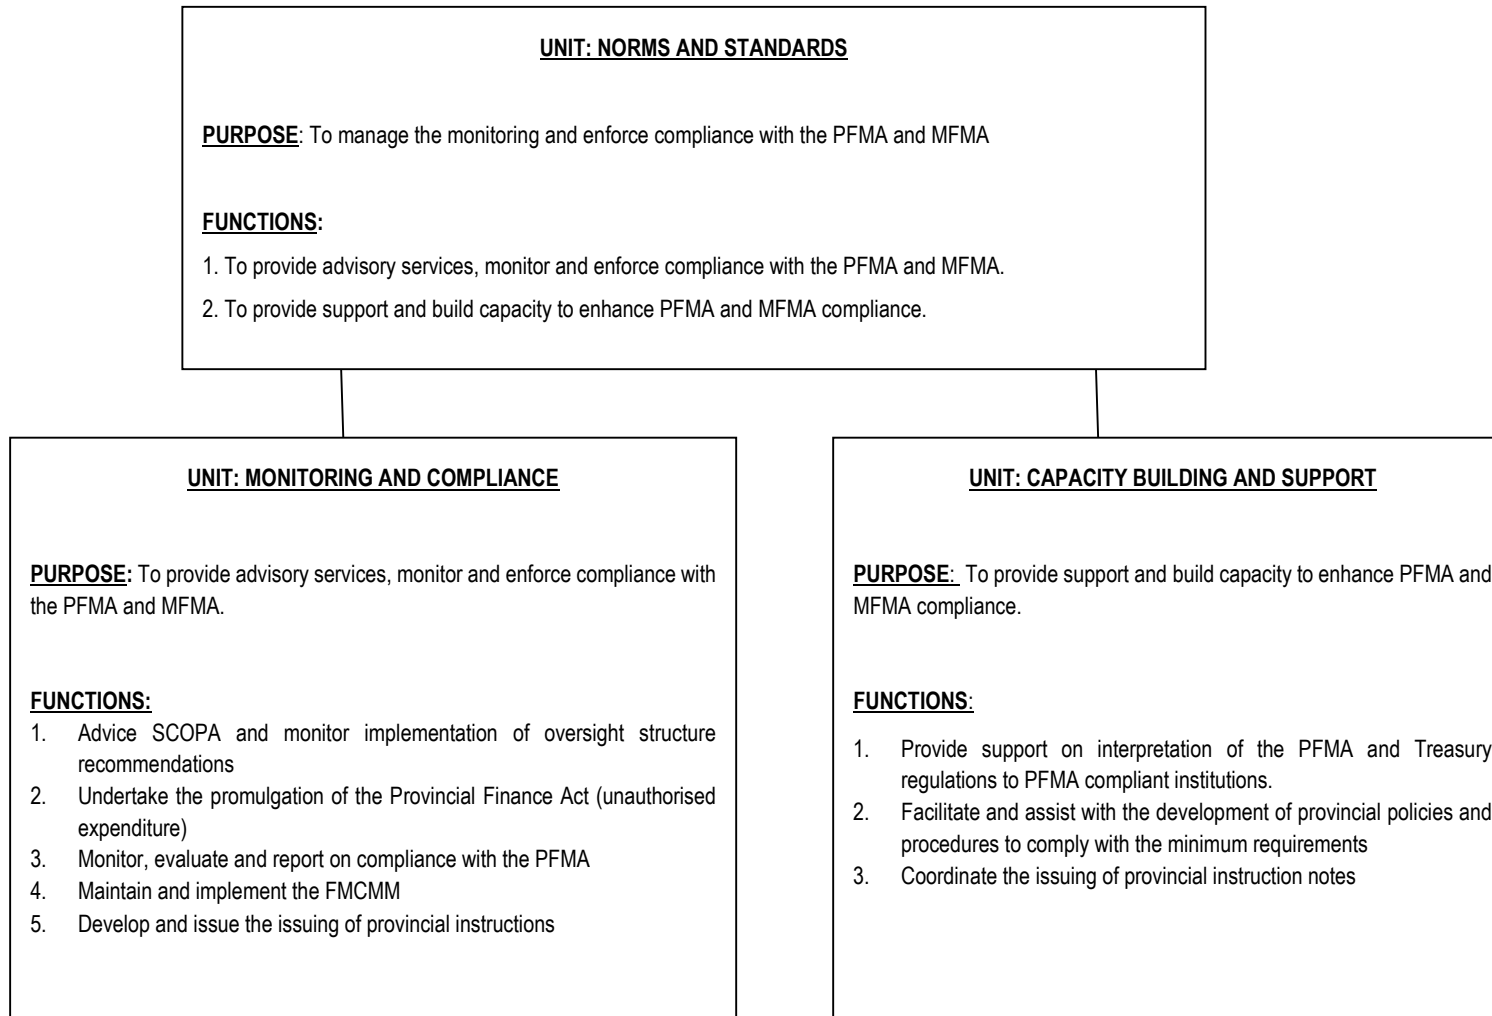 UNIT: NORMS AND STANDARDS
PURPOSE: To manage the monitoring and enforce compliance with the PFMA and MFMA
FUNCTIONS:
1. To provide advisory services, monitor and enforce compliance with the PFMA and MFMA.
2. To provide support and build capacity to enhance PFMA and MFMA compliance.
UNIT: MONITORING AND COMPLIANCE
PURPOSE: To provide advisory services, monitor and enforce compliance with
the PFMA and MFMA.
FUNCTIONS:
1. Advice SCOPA and monitor implementation of oversight structure
recommendations
2. Undertake the promulgation of the Provincial Finance Act (unauthorised
expenditure)
3. Monitor, evaluate and report on compliance with the PFMA
4. Maintain and implement the FMCMM
5. Develop and issue the issuing of provincial instructions
UNIT: CAPACITY BUILDING AND SUPPORT
PURPOSE: To provide support and build capacity to enhance PFMA and
MFMA compliance.
FUNCTIONS:
1. Provide support on interpretation of the PFMA and Treasury
regulations to PFMA compliant institutions.
2. Facilitate and assist with the development of provincial policies and
procedures to comply with the minimum requirements
3. Coordinate the issuing of provincial instruction notes